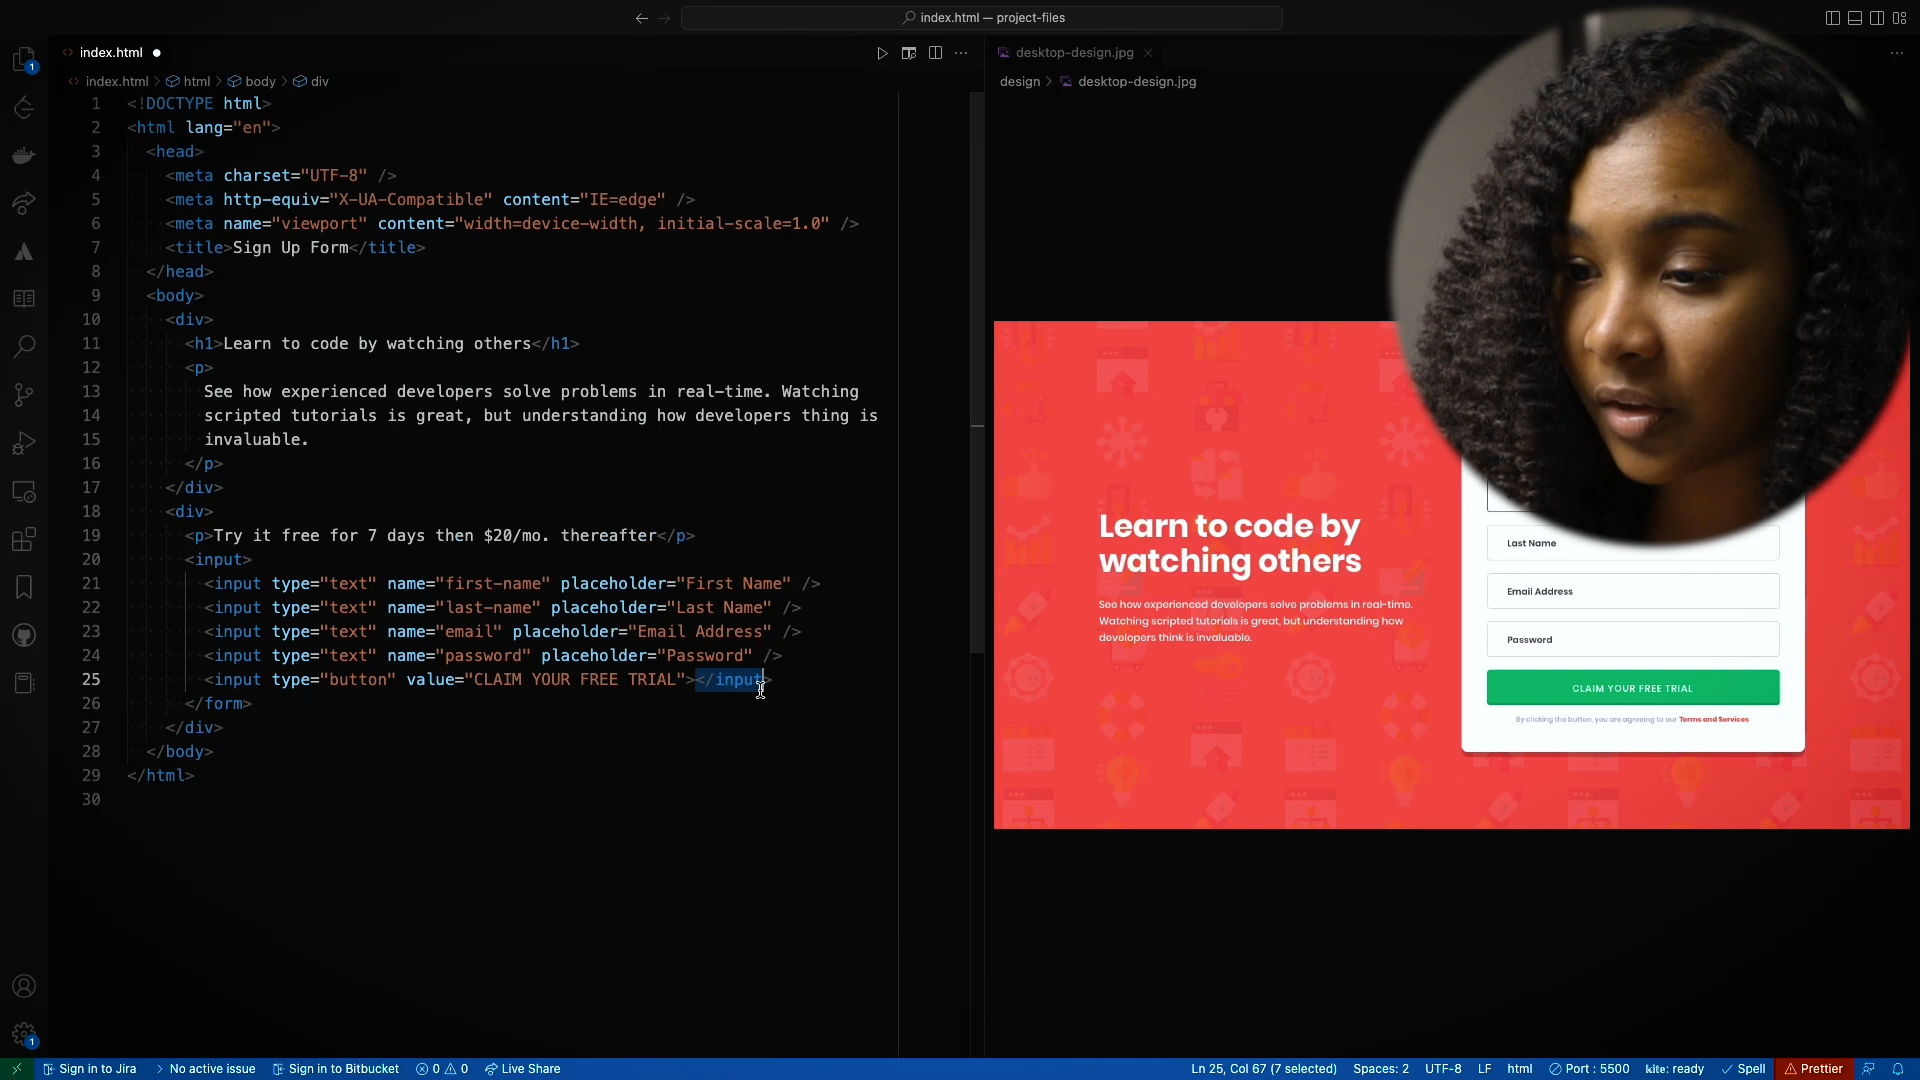 index.html — project-files
index.html
desktop-design.jpg
index.html > html > body > div
design > desktop-design.jpg
1 <!DOCTYPE html>
2 <html lang="en">
3 <head>
4 <meta charset="UTF-8" />
5 <meta http-equiv="X-UA-Compatible" content="IE=edge" />
6 <meta name="viewport" content="width=device-width, initial-scale=1.0" />
7 <title>Sign Up Form</title>
8 </head>
9 <body>
10 <div>
11 <h1>Learn to code by watching others</h1>
12 <p>
13 See how experienced developers solve problems in real-time. Watching
14 scripted tutorials is great, but understanding how developers thing is
15 invaluable.
16 </p>
17 </div>
18 <div>
19 <p>Try it free for 7 days then $20/mo. thereafter</p>
20 <input>
21 <input type="text" name="first-name" placeholder="First Name" />
22 <input type="text" name="last-name" placeholder="Last Name" />
23 <input type="text" name="email" placeholder="Email Address" />
24 <input type="text" name="password" placeholder="Password" />
25 <input type="button" value="CLAIM YOUR FREE TRIAL"></input>
26 </form>
27 </div>
28 </body>
29 </html>
30
Learn to code by
watching others
See how experienced developers solve problems in real-time.
Watching scripted tutorials is great, but understanding how
developers think is invaluable.
Last Name
Email Address
Password
CLAIM YOUR FREE TRIAL
By clicking the button, you are agreeing to our Terms and Services
1
1
Sign in to Jira > No active issue Sign in to Bitbucket 0 0 Live Share Ln 25, Col 67 (7 selected) Spaces: 2 UTF-8 LF html Port : 5500 kite: ready Spell Prettier